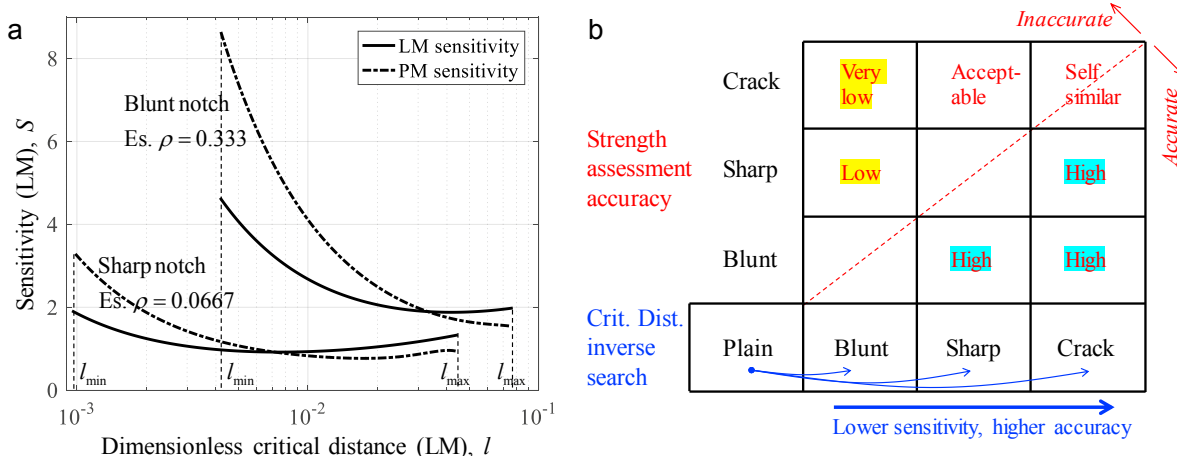 a
LM sensitivity
PM sensitivity
Blunt notch
Es. ρ = 0.333
Sharp notch
Es. ρ = 0.0667
l_min
l_min
l_max
l_max
8
6
4
2
0
10⁻³
10⁻²
10⁻¹
Sensitivity (LM), S
Dimensionless critical distance (LM), l
b
Inaccurate
Accurate
Crack
Very
low
Accept-
able
Self
similar
Strength
assessment
accuracy
Sharp
Low
High
Blunt
High
High
Crit. Dist.
inverse
search
Plain
Blunt
Sharp
Crack
Lower sensitivity, higher accuracy